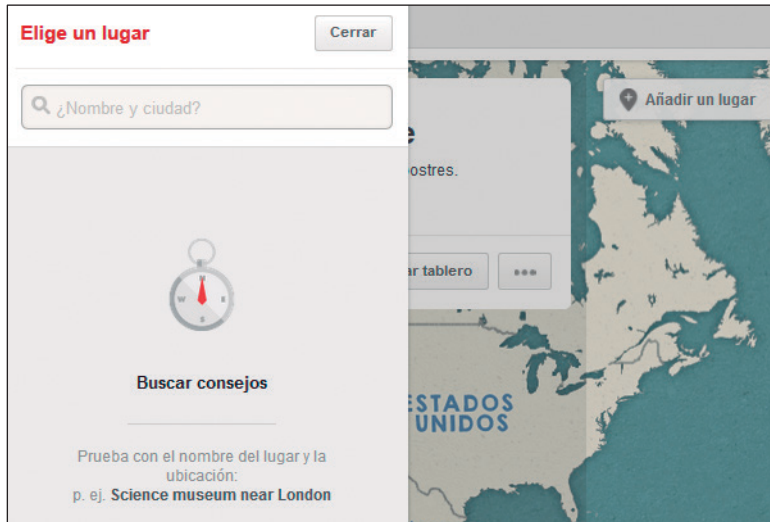 Elige un lugar
Cerrar
¿Nombre y ciudad?
Añadir un lugar
e
ostres.
ar tablero
N
W
E
S
Buscar consejos
Prueba con el nombre del lugar y la
ubicación:
p. ej. Science museum near London
ESTADOS
UNIDOS